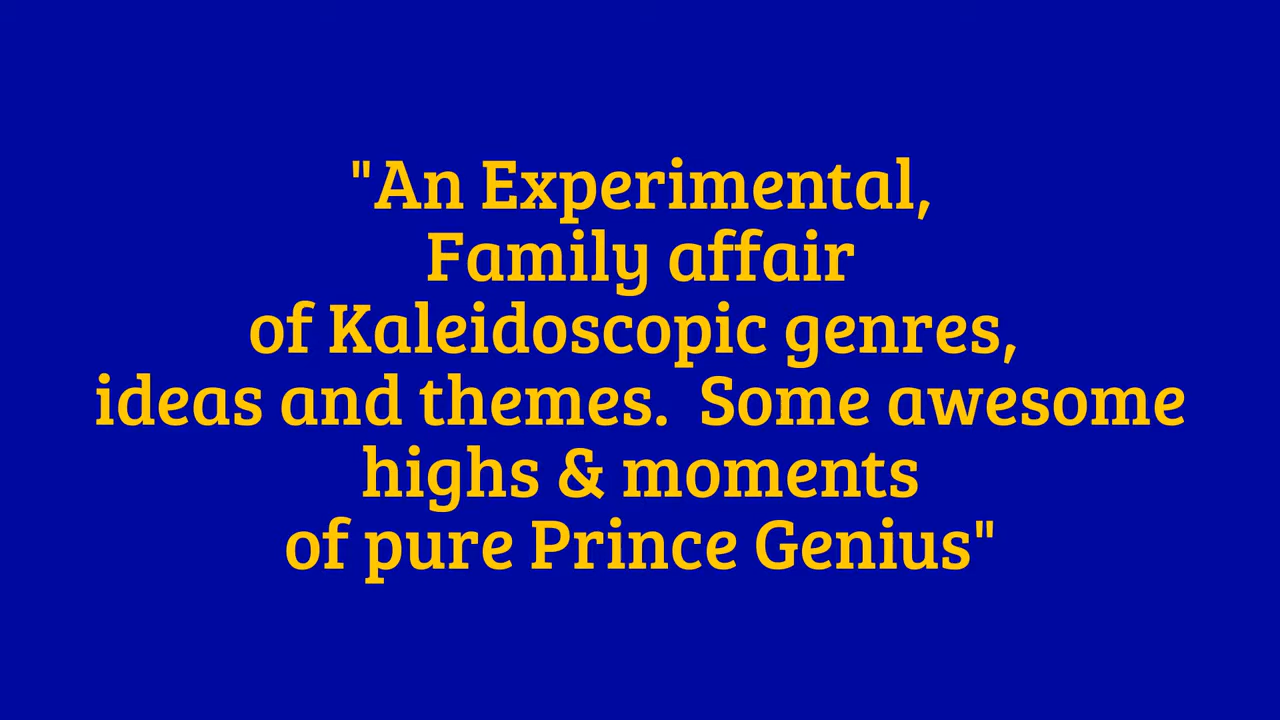 "An Experimental,
Family affair
of Kaleidoscopic genres,
ideas and themes.  Some awesome
highs & moments
of pure Prince Genius"